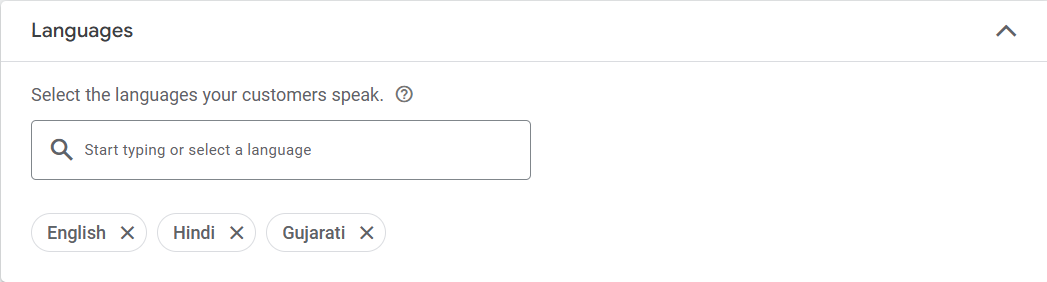 Languages
Select the languages your customers speak.
Start typing or select a language
English Hindi Gujarati